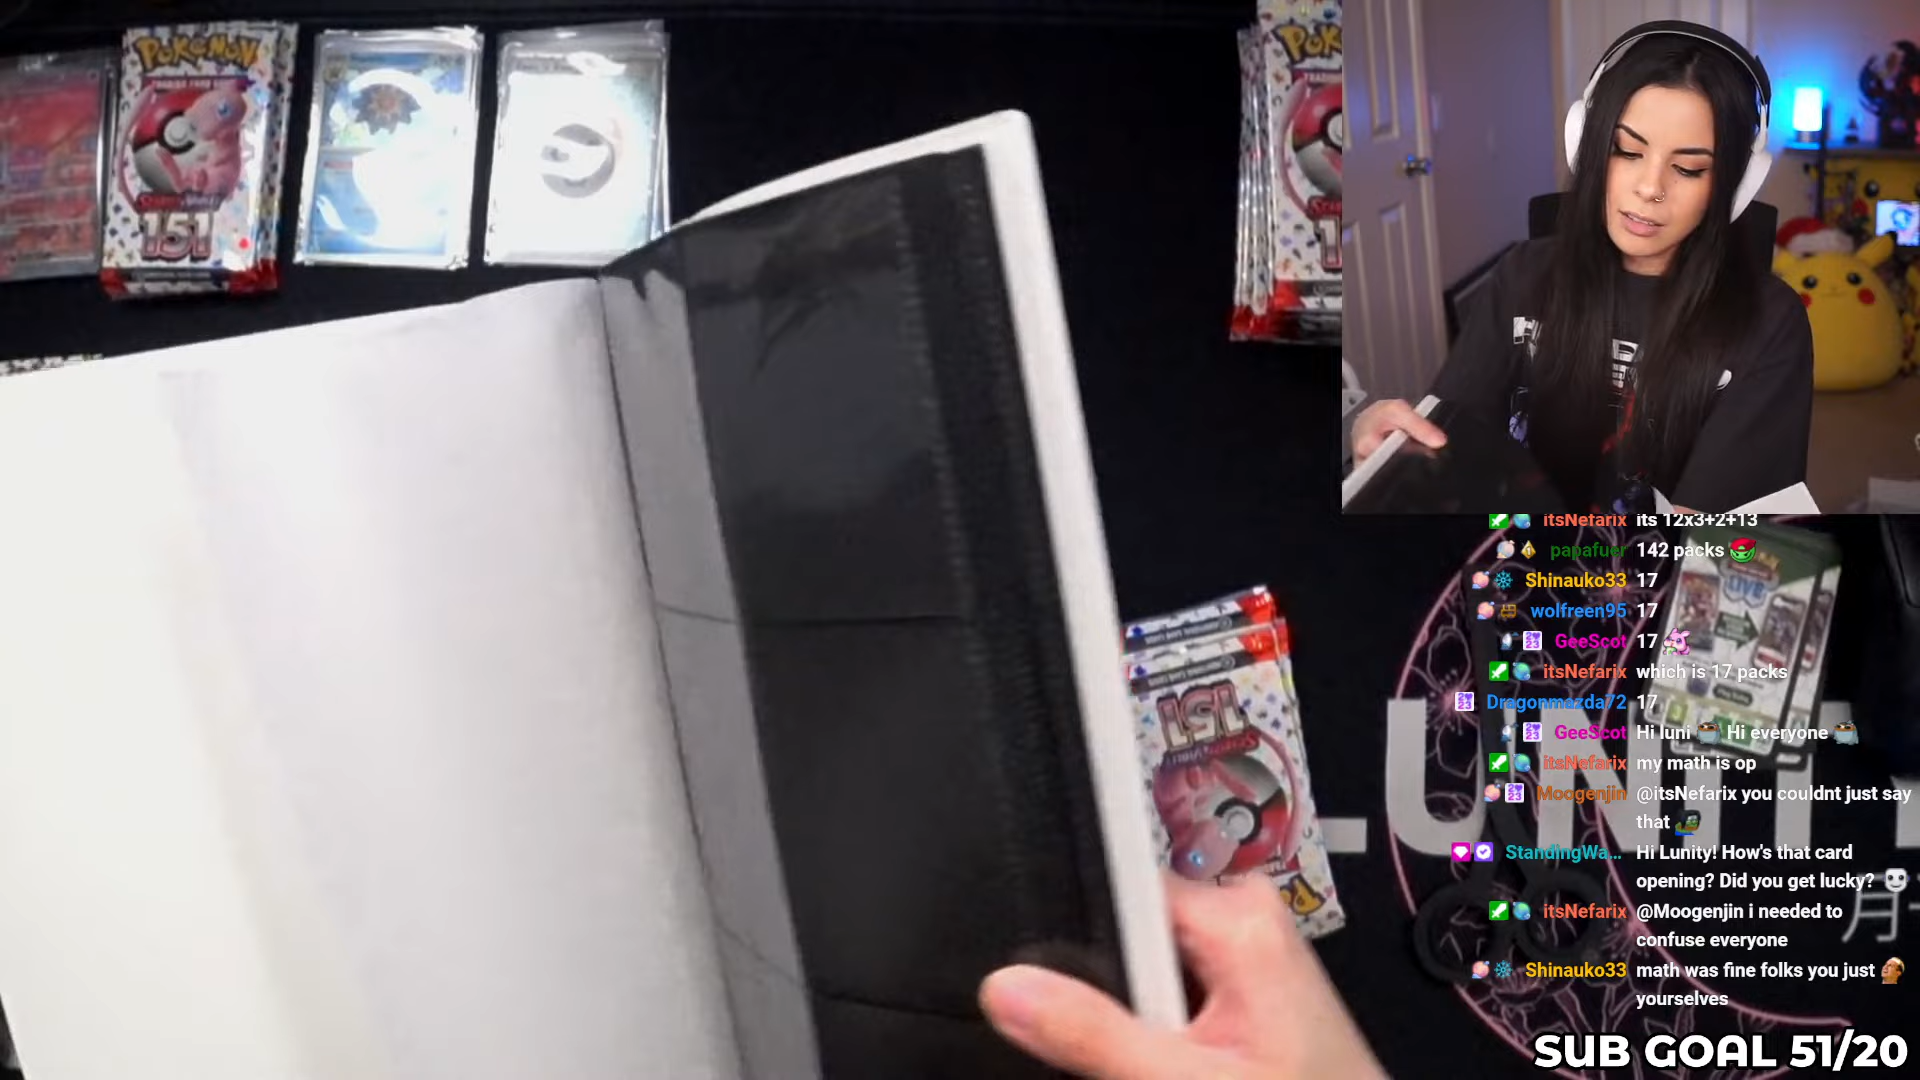 POKéMON
151
POKéMON
151
itsNefarix its 12x3+2+13
papafuer 142 packs
Shinauko33 17
wolfreen95 17
GeeScot 17
itsNefarix which is 17 packs
Dragonmazda72 17
GeeScot Hi luni Hi everyone
itsNefarix my math is op
Moogenjin @itsNefarix you couldnt just say
that
StandingWa... Hi Lunity! How's that card
opening? Did you get lucky?
itsNefarix @Moogenjin i needed to
confuse everyone
Shinauko33 math was fine folks you just
yourselves
LIVE
SUB GOAL 51/20